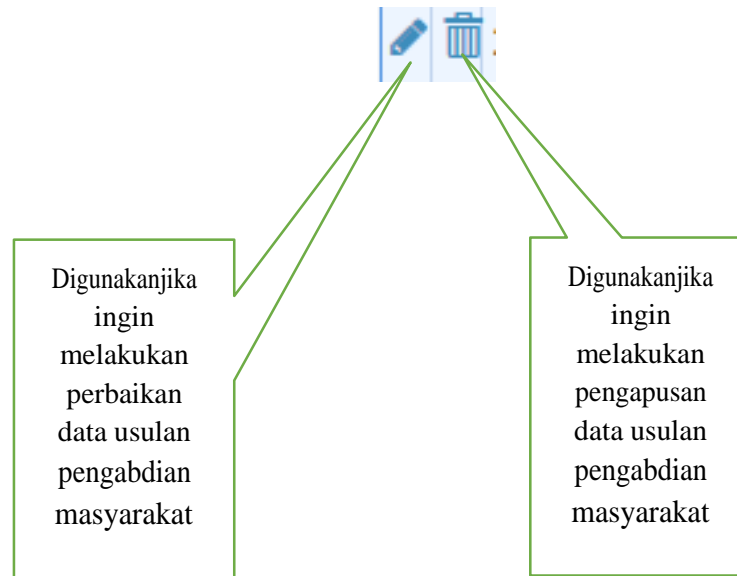 Digunakanjika
ingin
melakukan
perbaikan
data usulan
pengabdian
masyarakat
Digunakanjika
ingin
melakukan
pengapusan
data usulan
pengabdian
masyarakat